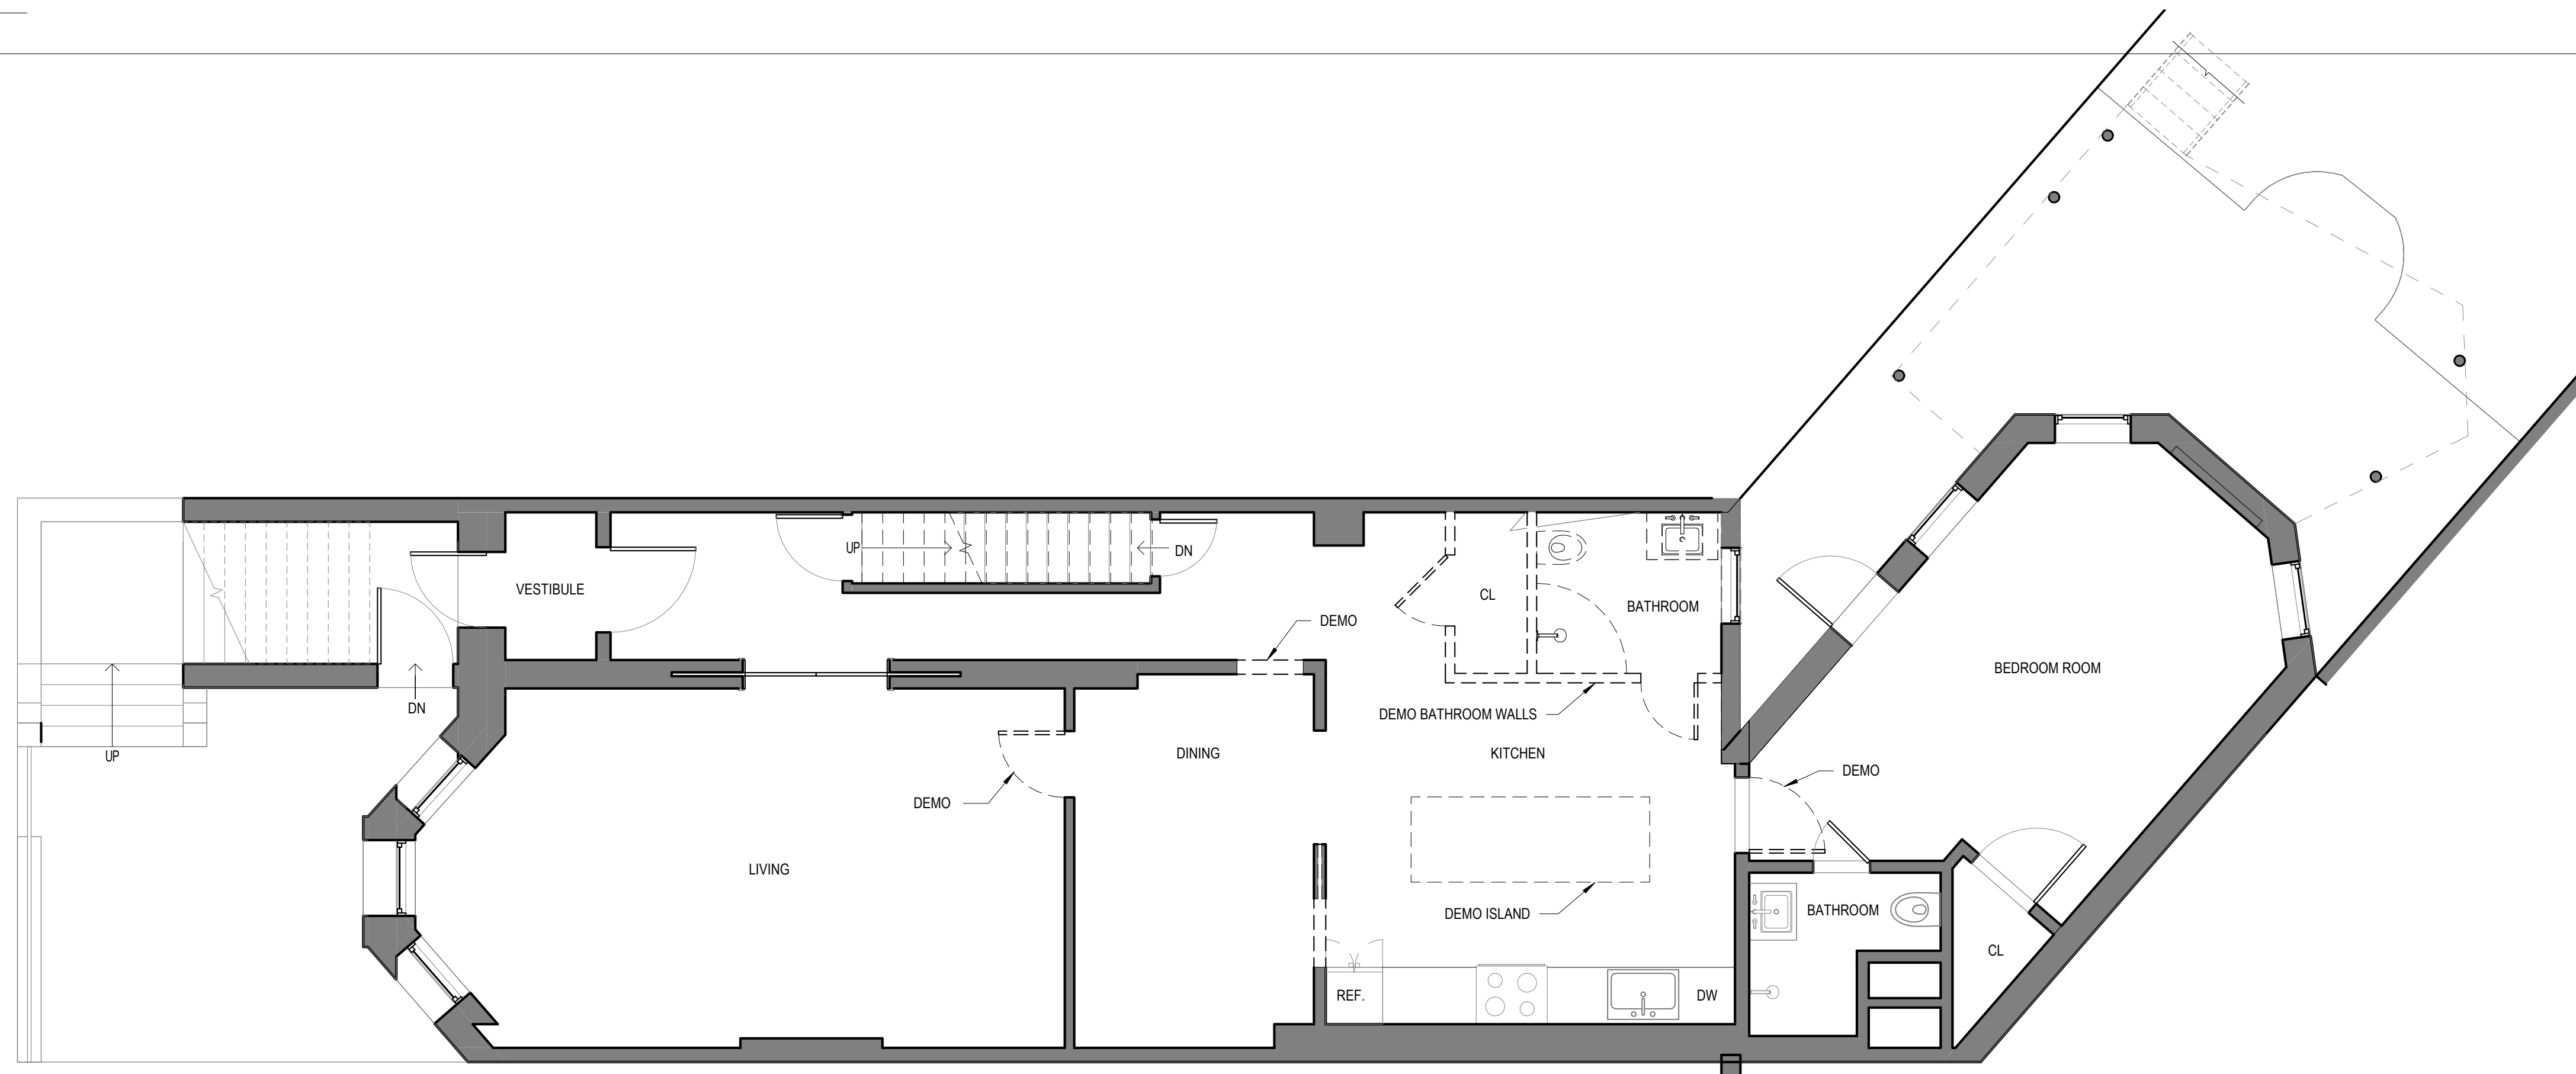 UP
DN
VESTIBULE
DN
UP
CL
BATHROOM
DEMO
BEDROOM ROOM
DEMO BATHROOM WALLS
DINING
KITCHEN
DEMO
DEMO
LIVING
DEMO ISLAND
BATHROOM
CL
REF.
DW